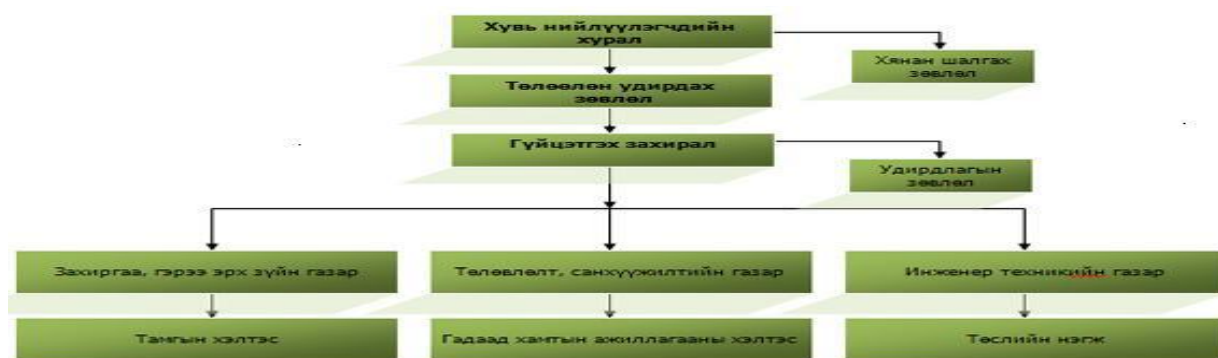 Хувь нийлүүлэгчдийн
хурал
Хянан шалгах
зөвлөл
Төлөөлөн удирдах
зөвлөл
Гүйцэтгэх захирал
Удирдлагын
зөвлөл
Захиргаа, гэрээ эрх зүйн газар
Төлөвлөлт, санхүүжилтийн газар
Инженер техникийн газар
Тамгын хэлтэс
Гадаад хамтын ажиллагааны хэлтэс
Төслийн нэгж